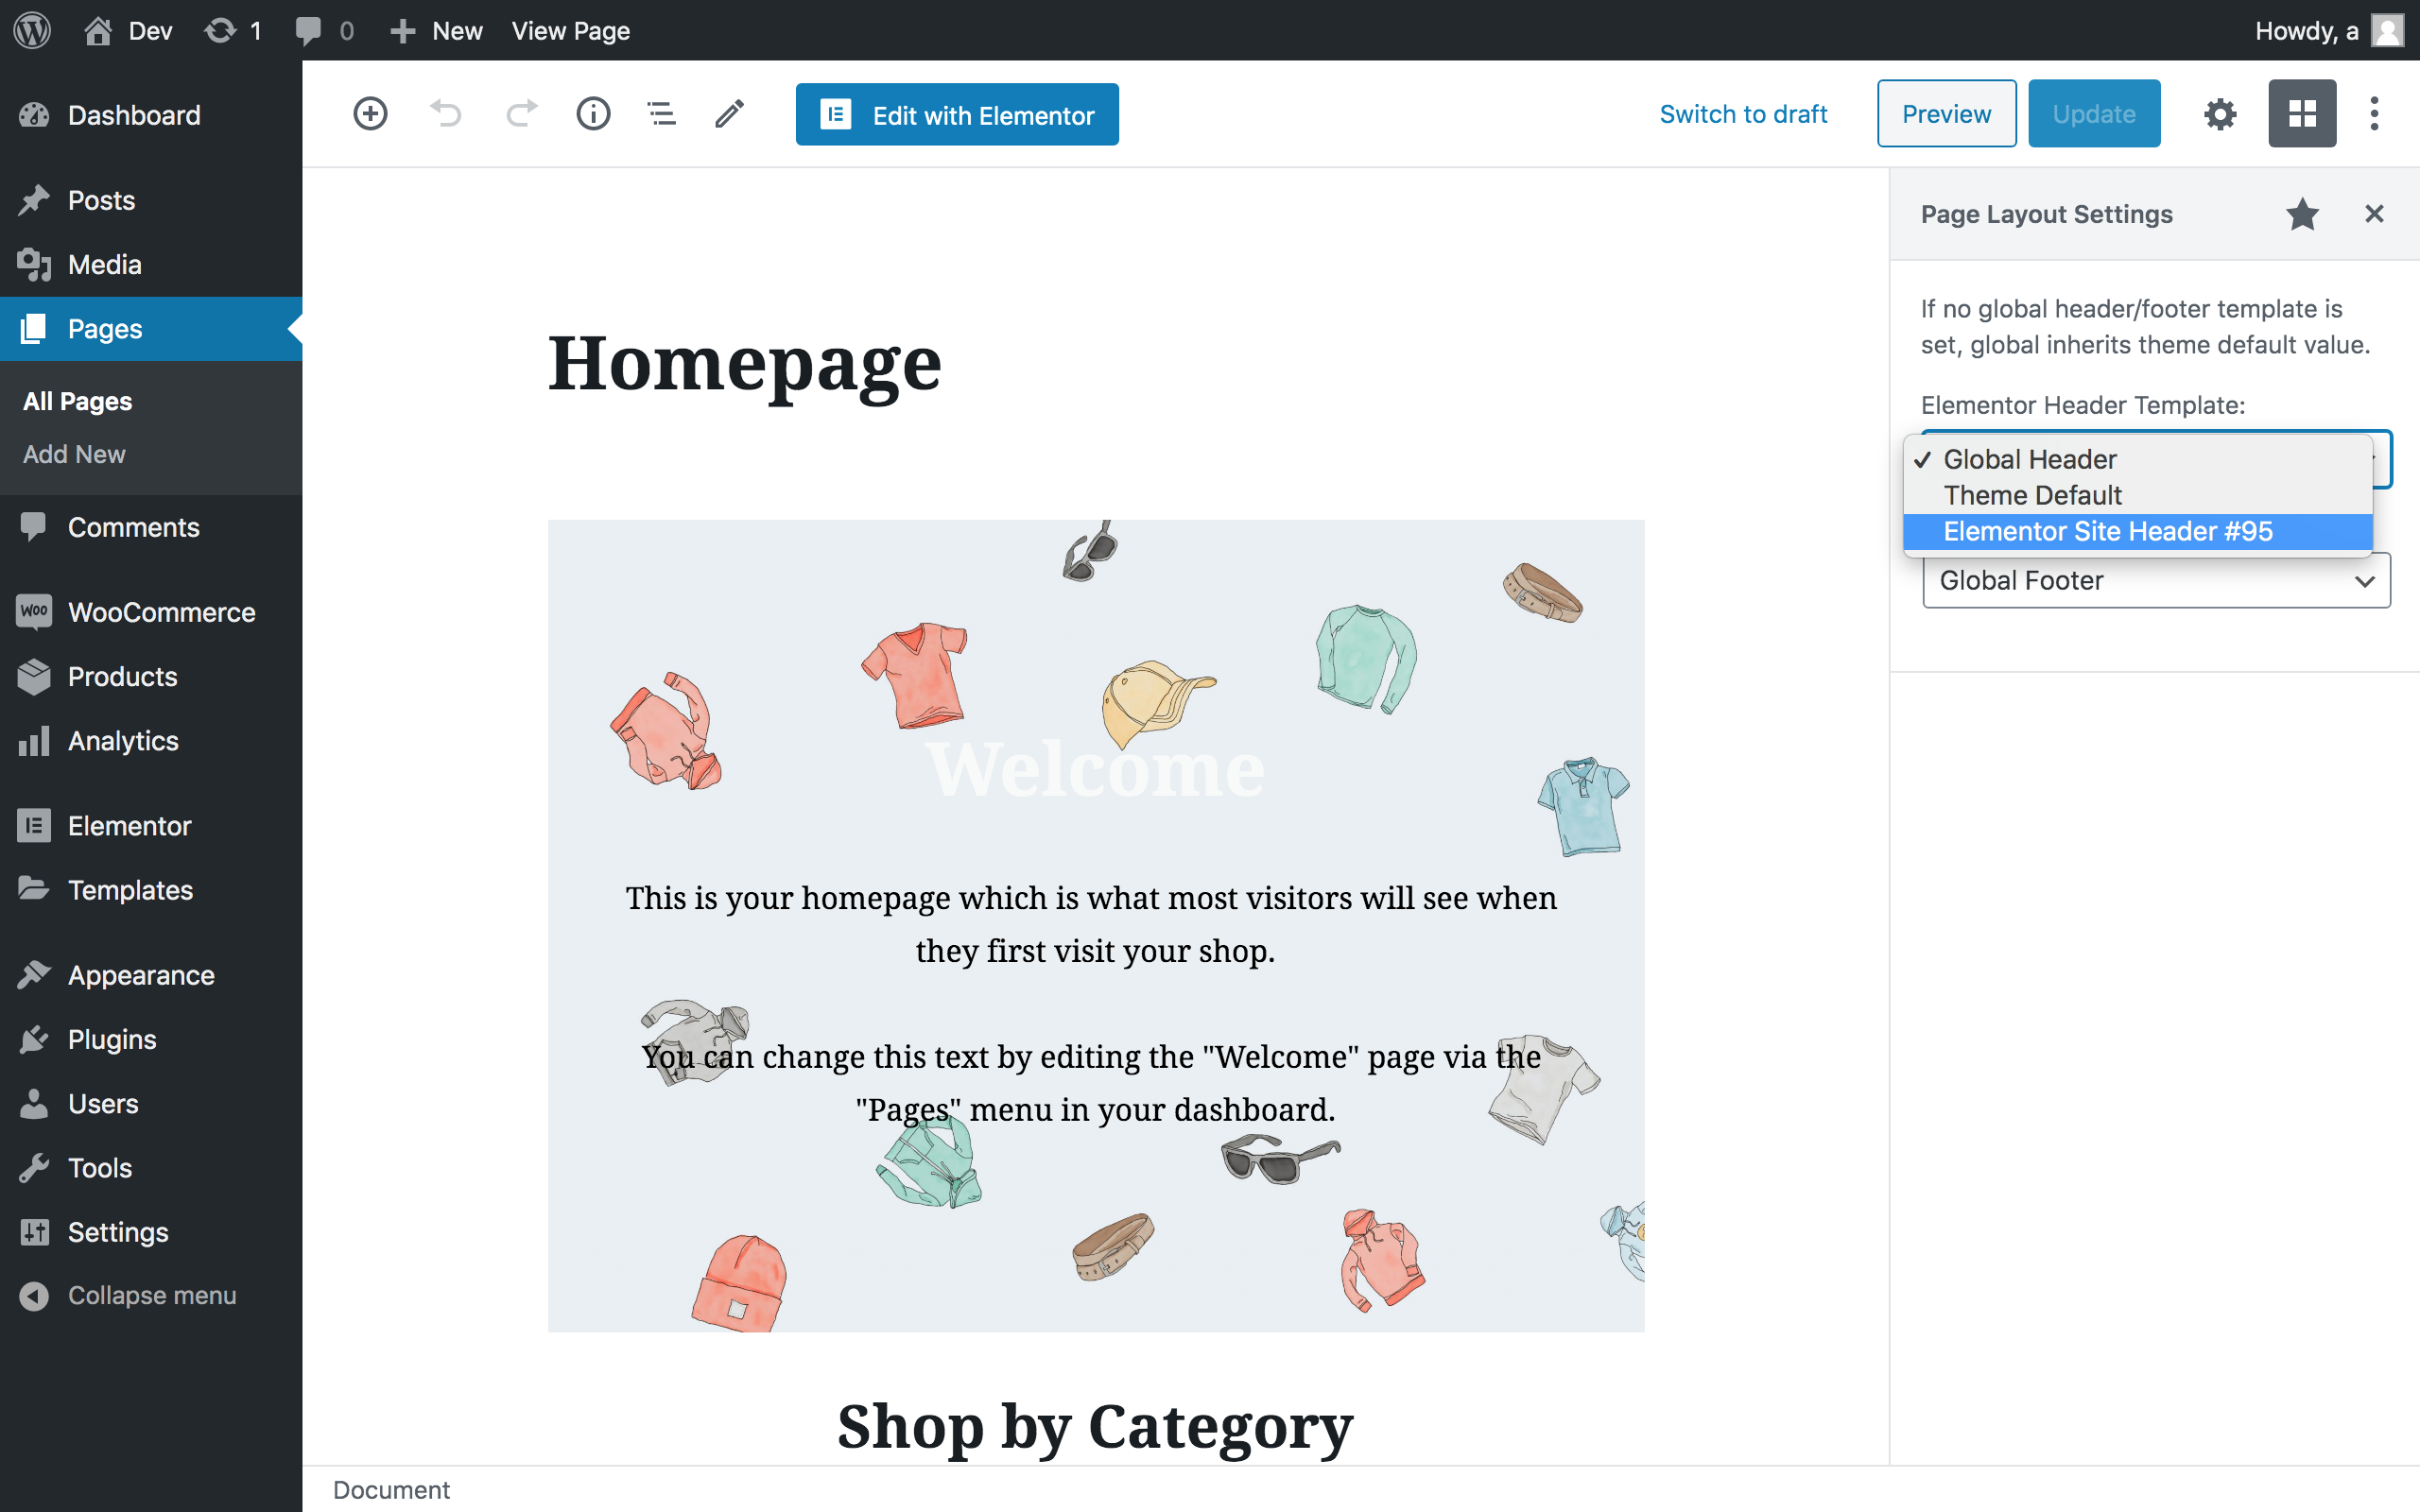 Dev 1 0 New View Page Howdy, a
Dashboard
Posts
Media
Pages
All Pages
Add New
Comments
Woo WooCommerce
Products
Analytics
Elementor
Templates
Appearance
Plugins
Users
Tools
Settings
Collapse menu
Edit with Elementor Switch to draft Preview Update
Homepage
Welcome
This is your homepage which is what most visitors will see when
they first visit your shop.
You can change this text by editing the "Welcome" page via the
"Pages" menu in your dashboard.
Shop by Category
Document
Page Layout Settings
If no global header/footer template is
set, global inherits theme default value.
Elementor Header Template:
Global Header
Theme Default
Elementor Site Header #95
Global Footer